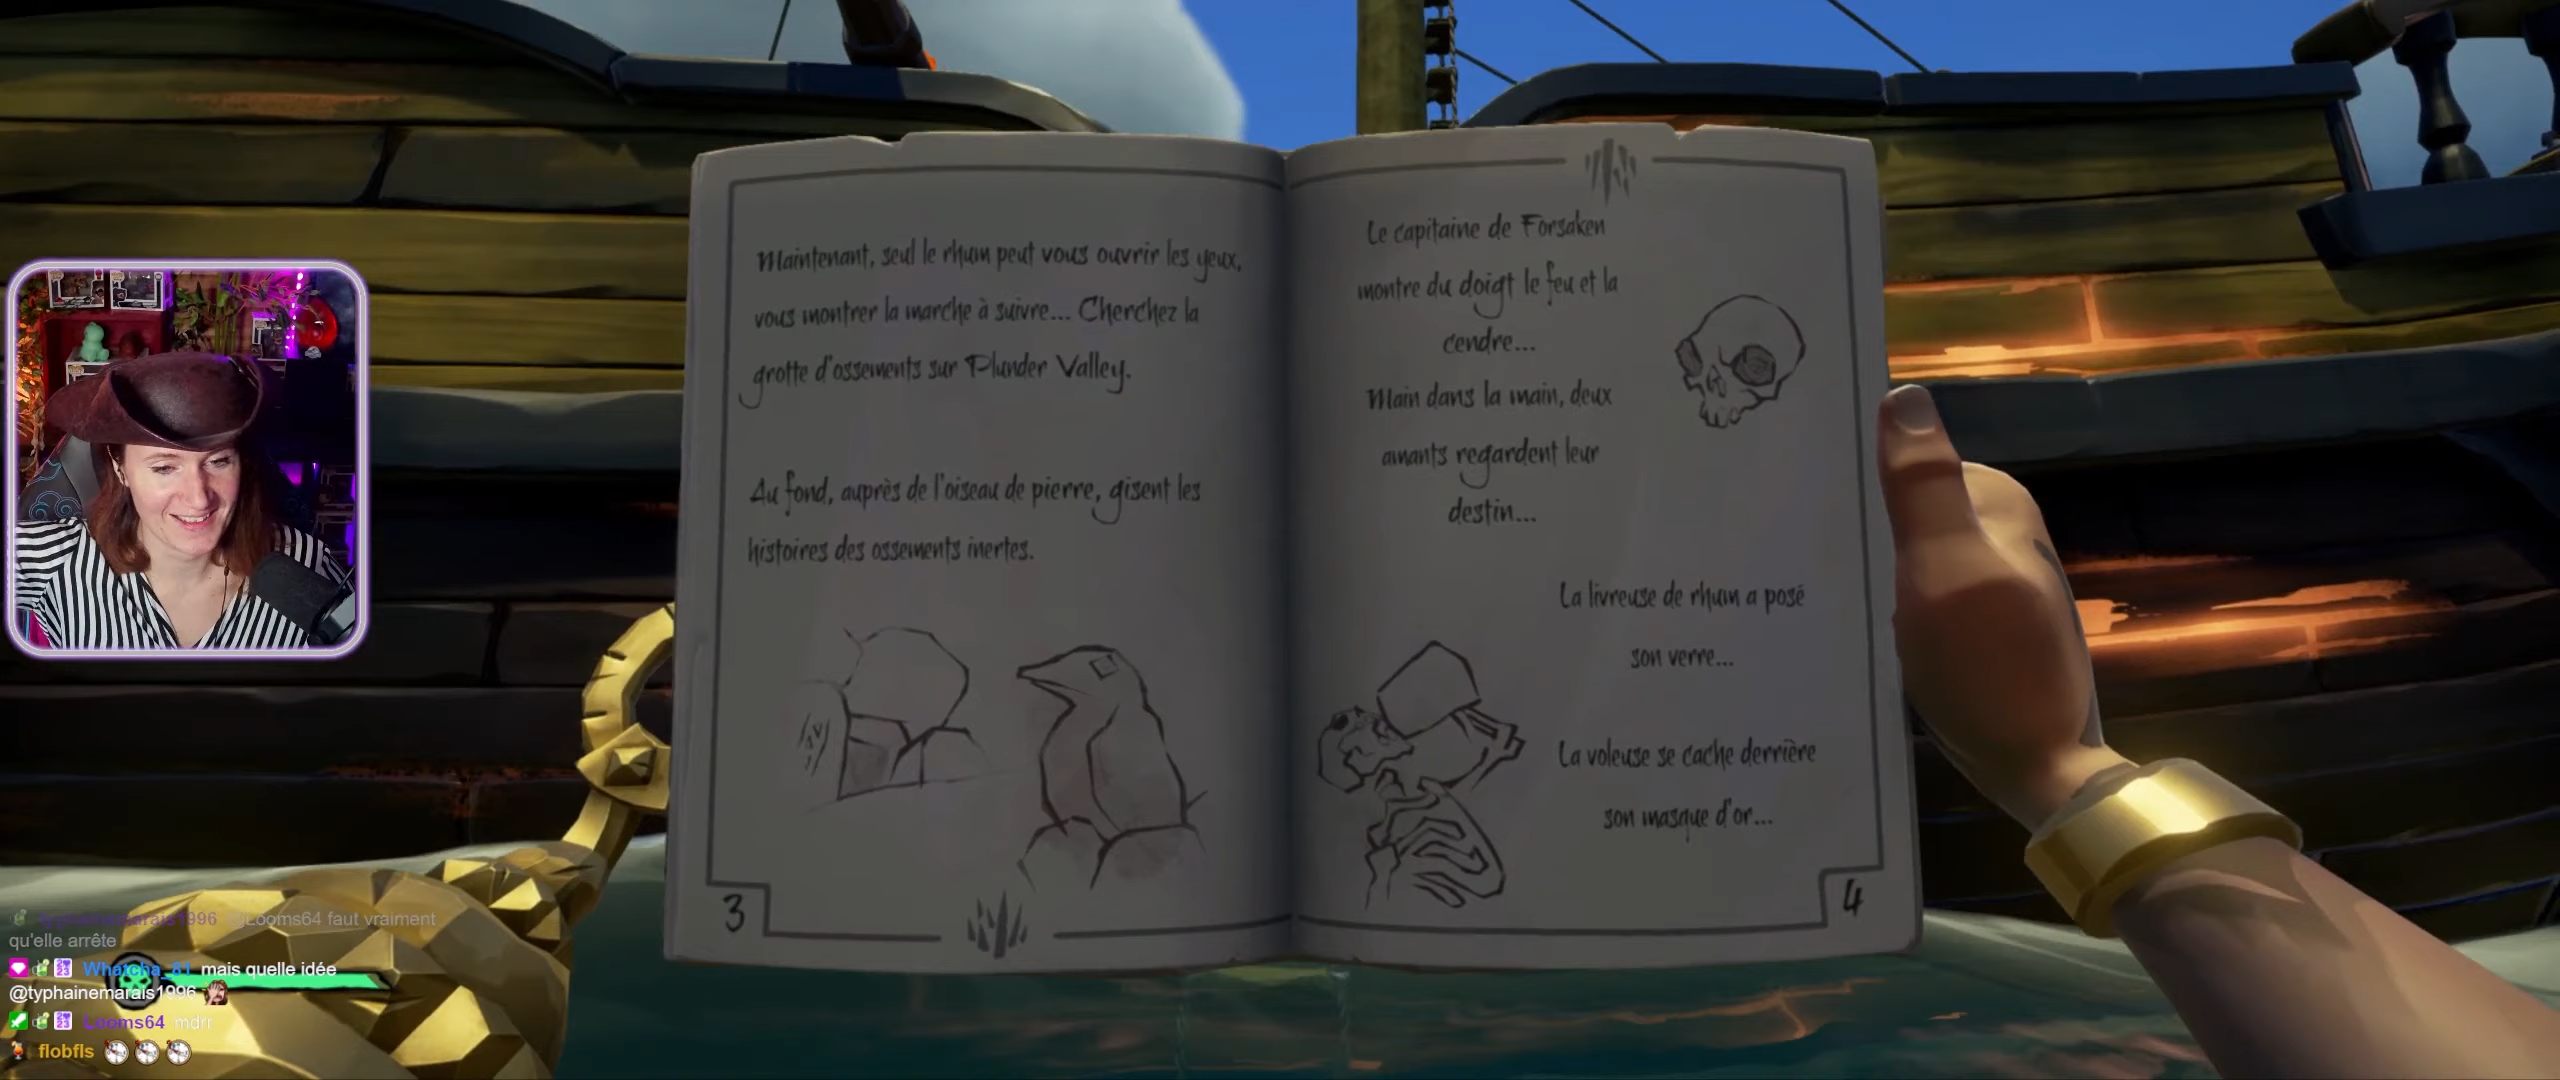 Maintenant, seul le rhum peut vous ouvrir les yeux,
vous montrer la marche à suivre... Cherchez la
grotte d'ossements sur Plunder Valley.
Au fond, auprès de l'oiseau de pierre, gisent les
histoires des ossements inertes.
3
Le capitaine de Forsaken
montre du doigt le feu et la
cendre...
Main dans la main, deux
amants regardent leur
destin...
La livreuse de rhum a posé
son verre...
La voleuse se cache derrière
son masque d'or...
4
typhainemarais1996 @Looms64 faut vraiment
qu'elle arrête
Whatcha_81 mais quelle idée
@typhainemarais1996
Looms64 mdrr
flobfls